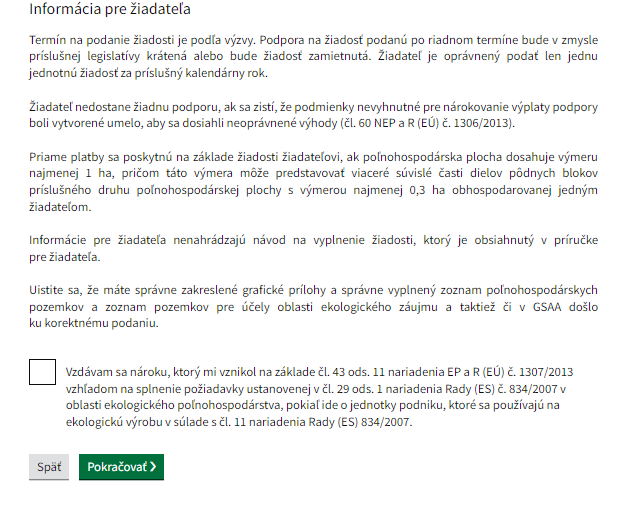 Informácia pre žiadateľa
Termín na podanie žiadosti je podľa výzvy. Podpora na žiadosť podanú po riadnom termíne bude v zmysle
príslušnej legislatívy krátená alebo bude žiadosť zamietnutá. Žiadateľ je oprávnený podať len jednu
jednotnú žiadosť za príslušný kalendárny rok.
Žiadateľ nedostane žiadnu podporu, ak sa zistí, že podmienky nevyhnutné pre nárokovanie výplaty podpory
boli vytvorené umelo, aby sa dosiahli neoprávnené výhody (čl. 60 NEP a R (EÚ) č. 1306/2013).
Priame platby sa poskytnú na základe žiadosti žiadateľovi, ak poľnohospodárska plocha dosahuje výmeru
najmenej 1 ha, pričom táto výmera môže predstavovať viaceré súvislé časti dielov pôdnych blokov
príslušného druhu poľnohospodárskej plochy s výmerou najmenej 0,3 ha obhospodarovanej jedným
žiadateľom.
Informácie pre žiadateľa nenahrádzajú návod na vyplnenie žiadosti, ktorý je obsiahnutý v príručke
pre žiadateľa.
Uistite sa, že máte správne zakreslené grafické prílohy a správne vyplnený zoznam poľnohospodárskych
pozemkov a zoznam pozemkov pre účely oblasti ekologického záujmu a taktiež či v GSAA došlo
ku korektnému podaniu.
Vzdávam sa nároku, ktorý mi vznikol na základe čl. 43 ods. 11 nariadenia EP a R (EÚ) č. 1307/2013
vzhľadom na splnenie požiadavky ustanovenej v čl. 29 ods. 1 nariadenia Rady (ES) č. 834/2007 v
oblasti ekologického poľnohospodárstva, pokiaľ ide o jednotky podniku, ktoré sa používajú na
ekologickú výrobu v súlade s čl. 11 nariadenia Rady (ES) 834/2007.
Späť Pokračovať